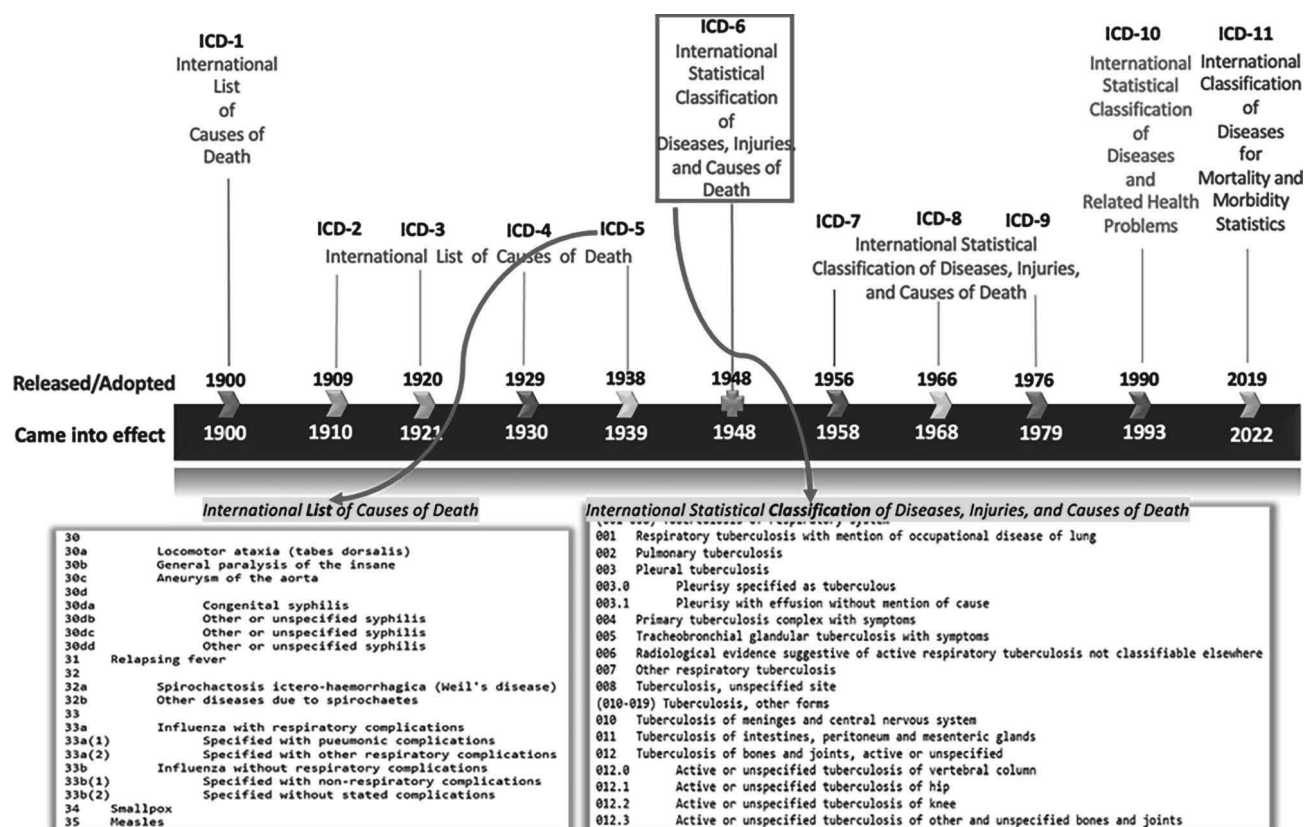 ICD-1
International
List
of
Causes of
Death
ICD-2 ICD-3 ICD-4 ICD-5
International List of Causes of Death
ICD-6
International
Statistical
Classification
of
Diseases, Injuries,
and Causes of
Death
ICD-7 ICD-8 ICD-9
International Statistical
Classification of Diseases, Injuries,
and Causes of Death
ICD-10
International
Statistical
Classification
of
Diseases
and
Related Health
Problems
ICD-11
International
Classification
of
Diseases
for
Mortality and
Morbidity
Statistics
Released/Adopted 1900 1909 1920 1929 1938 1948 1956 1966 1976 1990 2019
Came into effect 1900 1910 1921 1930 1939 1948 1958 1968 1979 1993 2022
International List of Causes of Death
30
30a Locomotor ataxia (tabes dorsalis)
30b General paralysis of the insane
30c Aneurysm of the aorta
30d
30da Congenital syphilis
30db Other or unspecified syphilis
30dc Other or unspecified syphilis
30dd Other or unspecified syphilis
31 Relapsing fever
32
32a Spirochactosis ictero-haemorrhagica (Weil's disease)
32b Other diseases due to spirochaetes
33
33a Influenza with respiratory complications
33a(1) Specified with pueumonic complications
33a(2) Specified with other respiratory complications
33b Influenza without respiratory complications
33b(1) Specified with non-respiratory complications
33b(2) Specified without stated complications
34 Smallpox
35 Measles
International Statistical Classification of Diseases, Injuries, and Causes of Death
001 Respiratory tuberculosis with mention of occupational disease of lung
002 Pulmonary tuberculosis
003 Pleural tuberculosis
003.0 Pleurisy specified as tuberculous
003.1 Pleurisy with effusion without mention of cause
004 Primary tuberculosis complex with symptoms
005 Tracheobronchial glandular tuberculosis with symptoms
006 Radiological evidence suggestive of active respiratory tuberculosis not classifiable elsewhere
007 Other respiratory tuberculosis
008 Tuberculosis, unspecified site
(010-019) Tuberculosis, other forms
010 Tuberculosis of meninges and central nervous system
011 Tuberculosis of intestines, peritoneum and mesenteric glands
012 Tuberculosis of bones and joints, active or unspecified
012.0 Active or unspecified tuberculosis of vertebral column
012.1 Active or unspecified tuberculosis of hip
012.2 Active or unspecified tuberculosis of knee
012.3 Active or unspecified tuberculosis of other and unspecified bones and joints